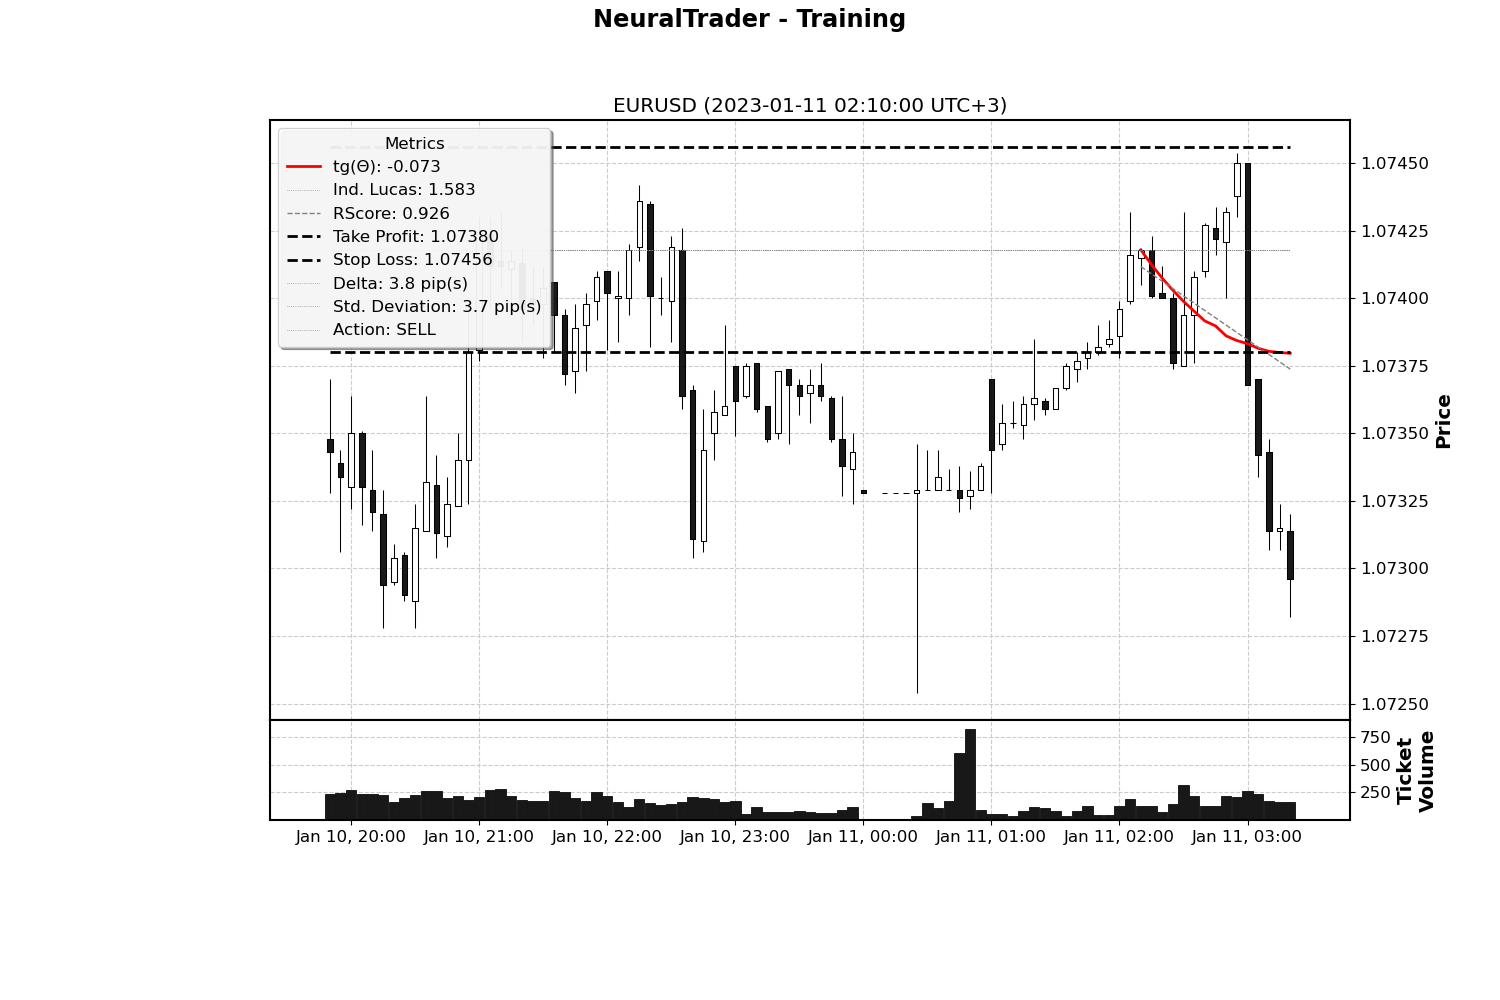 NeuralTrader - Training
EURUSD (2023-01-11 02:10:00 UTC+3)
Metrics
tg(Θ): -0.073
Ind. Lucas: 1.583
RScore: 0.926
Take Profit: 1.07380
Stop Loss: 1.07456
Delta: 3.8 pip(s)
Std. Deviation: 3.7 pip(s)
Action: SELL
1.07450
1.07425
1.07400
1.07375
1.07350
1.07325
1.07300
1.07275
1.07250
Price
750
500
250
Ticket
Volume
Jan 10, 20:00 Jan 10, 21:00 Jan 10, 22:00 Jan 10, 23:00 Jan 11, 00:00 Jan 11, 01:00 Jan 11, 02:00 Jan 11, 03:00